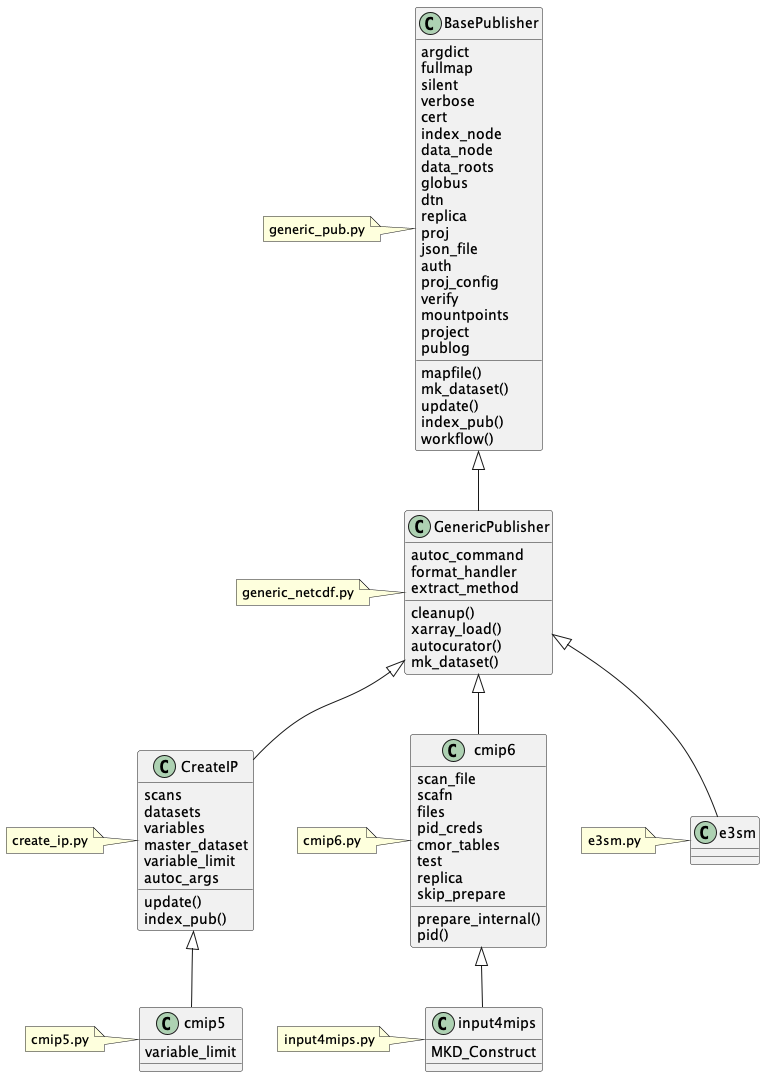 C BasePublisher
argdict
fullmap
silent
verbose
cert
index_node
data_node
data_roots
globus
dtn
replica
proj
json_file
auth
proj_config
verify
mountpoints
project
publog
mapfile()
mk_dataset()
update()
index_pub()
workflow()
generic_pub.py
C GenericPublisher
autoc_command
format_handler
extract_method
cleanup()
xarray_load()
autocurator()
mk_dataset()
generic_netcdf.py
C CreateIP
scans
datasets
variables
master_dataset
variable_limit
autoc_args
update()
index_pub()
create_ip.py
C cmip6
scan_file
scafn
files
pid_creds
cmor_tables
test
replica
skip_prepare
prepare_internal()
pid()
cmip6.py
C e3sm
e3sm.py
C cmip5
variable_limit
cmip5.py
C input4mips
MKD_Construct
input4mips.py